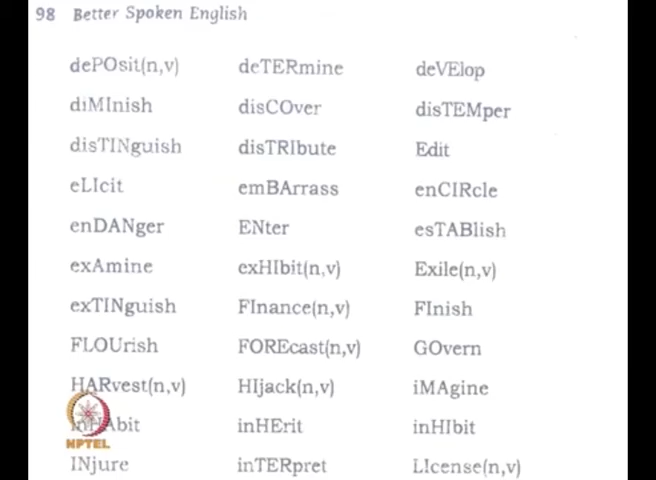 98 Better Spoken English
dePOsit(n,v) deTERmine deVElop
diMInish disCOver disTEMper
disTINguish disTRIbute Edit
eLIcit emBArrass enCIRcle
enDANger ENter esTABlish
exAmine exHIbit(n,v) Exile(n,v)
exTINguish FInance(n,v) FInish
FLOUrish FOREcast(n,v) GOvern
HARvest(n,v) HIjack(n,v) iMAgine
inHAbit inHErit inHIbit
NPTEL
INjure inTERpret LIcense(n,v)